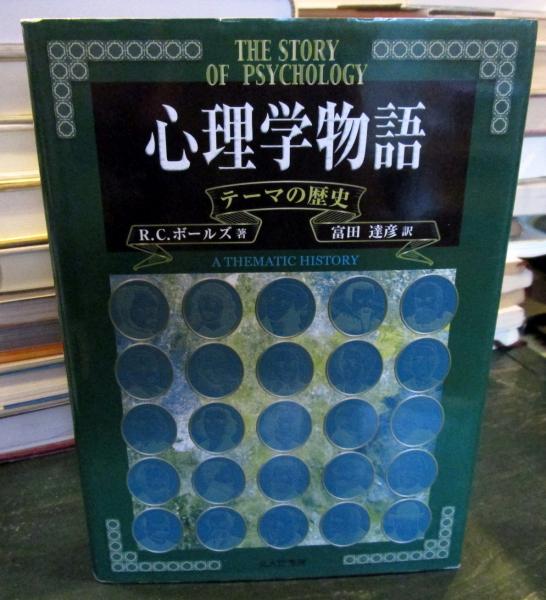 THE STORY
OF PSYCHOLOGY
心理学物語
テーマの歴史
R.C.ボールズ 著
富田 達彦 訳
A THEMATIC HISTORY